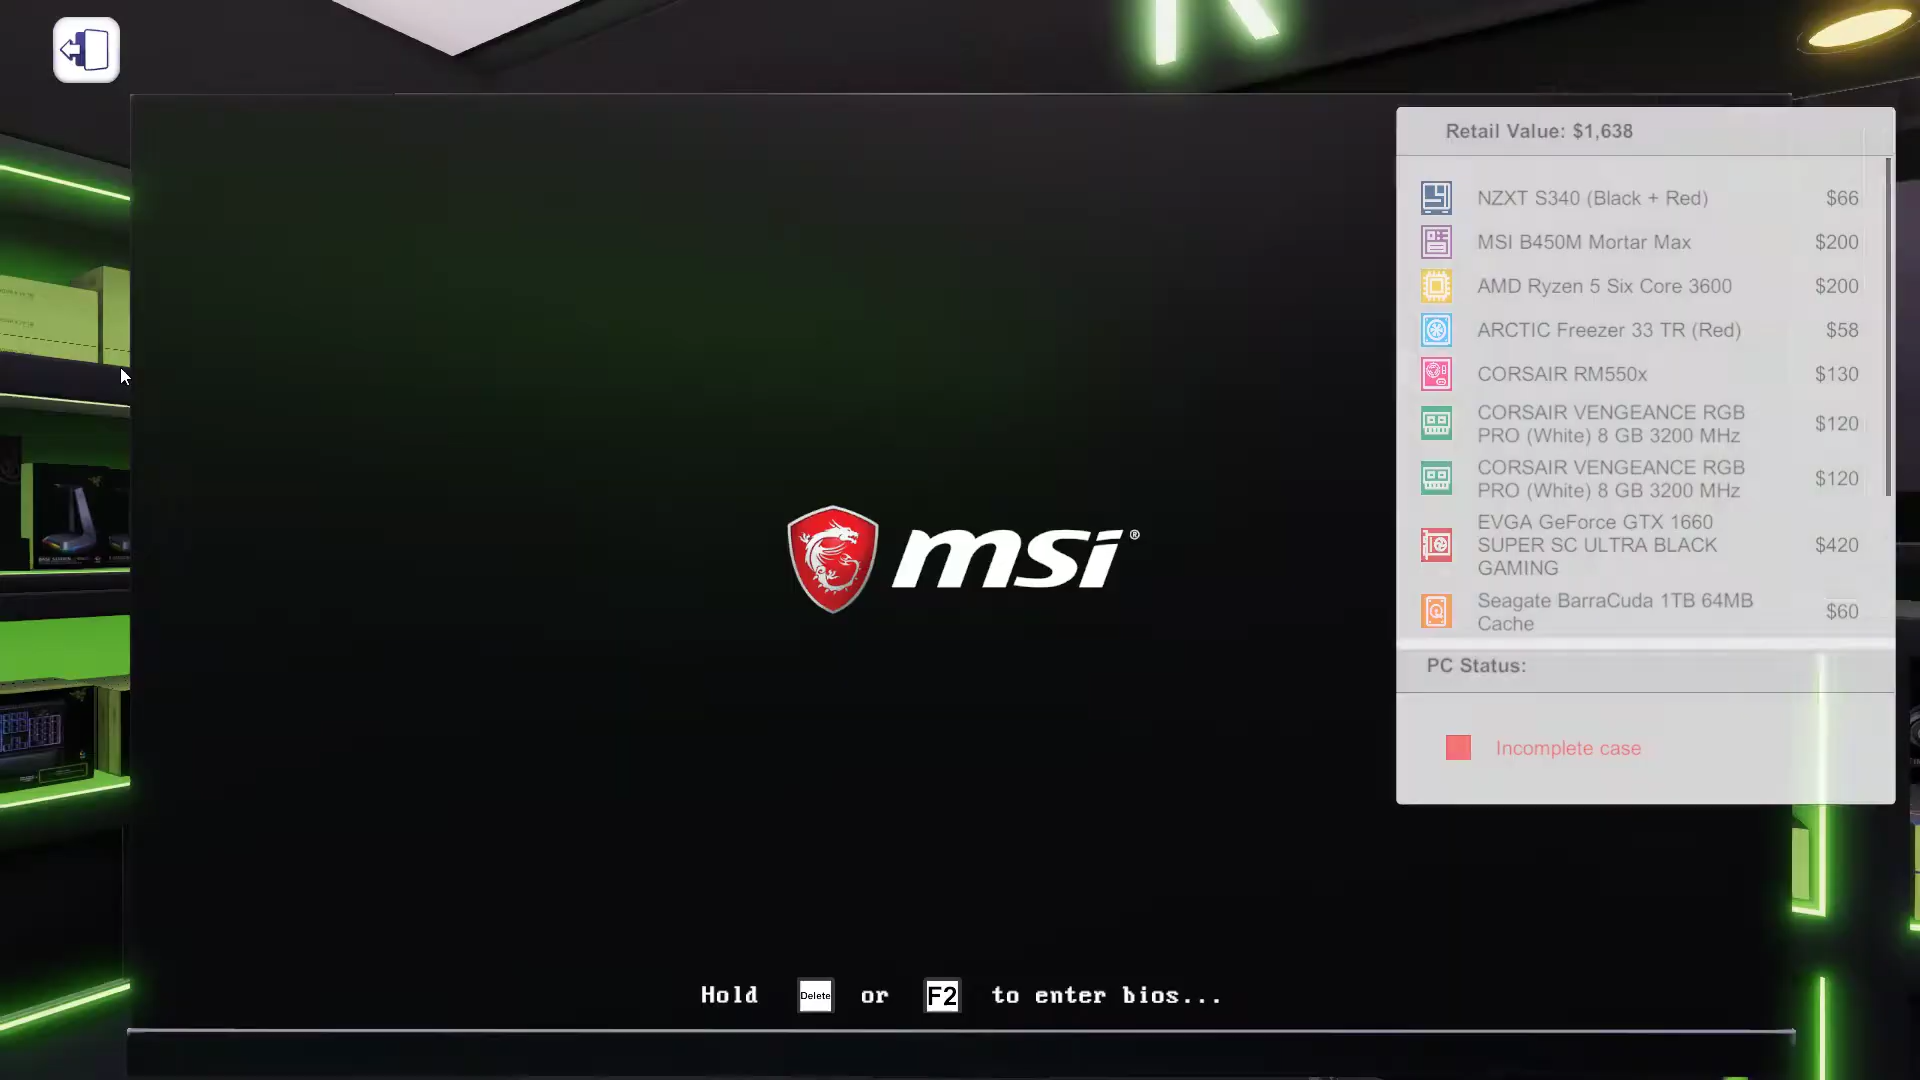 Retail Value: $1,638
NZXT S340 (Black + Red) $66
MSI B450M Mortar Max $200
AMD Ryzen 5 Six Core 3600 $200
ARCTIC Freezer 33 TR (Red) $58
CORSAIR RM550x $130
CORSAIR VENGEANCE RGB
PRO (White) 8 GB 3200 MHz $120
CORSAIR VENGEANCE RGB
PRO (White) 8 GB 3200 MHz $120
EVGA GeForce GTX 1660
SUPER SC ULTRA BLACK $420
GAMING
Seagate BarraCuda 1TB 64MB
Cache $60
PC Status:
Incomplete case
msi®
Hold Delete or F2 to enter bios...